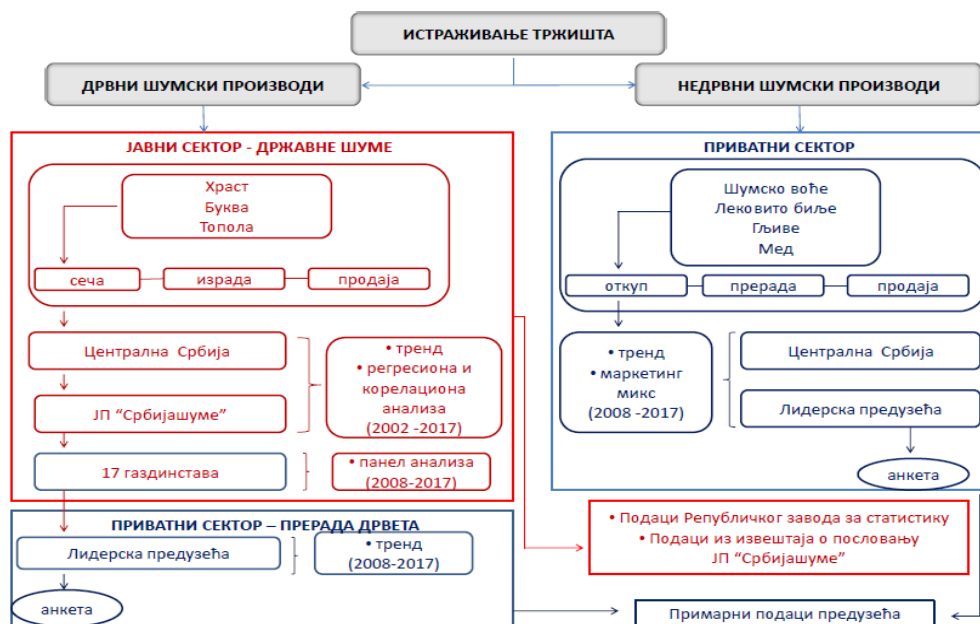 ИСТРАЖИВАЊЕ ТРЖИШТА
ДРВНИ ШУМСКИ ПРОИЗВОДИ
НЕДРВНИ ШУМСКИ ПРОИЗВОДИ
ЈАВНИ СЕКТОР - ДРЖАВНЕ ШУМЕ
Храст
Буква
Топола
сеча
израда
продаја
Централна Србија
ЈП “Србијашуме”
• тренд
• регресиона и
корелациона
анализа
(2002 -2017)
17 газдинстава
• панел анализа
(2008-2017)
ПРИВАТНИ СЕКТОР – ПРЕРАДА ДРВЕТА
Лидерска предузећа
• тренд
(2008-2017)
анкета
ПРИВАТНИ СЕКТОР
Шумско воће
Лековито биље
Гљиве
Мед
откуп
прерада
продаја
• тренд
• маркетинг
микс
(2008 -2017)
Централна Србија
Лидерска предузећа
анкета
• Подаци Републичког завода за статистику
• Подаци из извештаја о пословању
ЈП “Србијашуме”
Примарни подаци предузећа